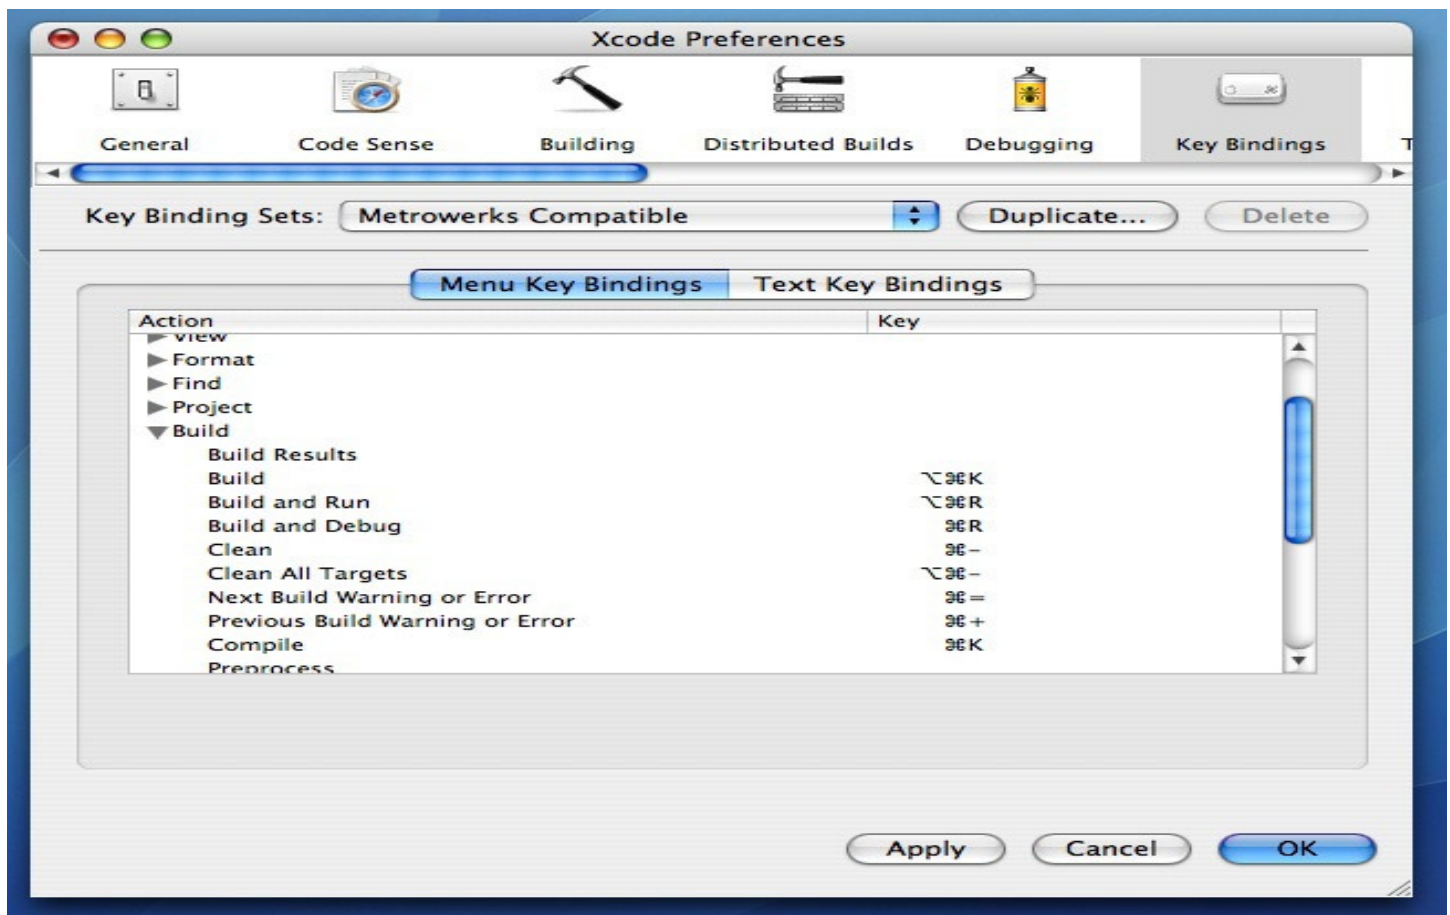 Xcode Preferences
General Code Sense Building Distributed Builds Debugging Key Bindings T
Key Binding Sets: Metrowerks Compatible Duplicate... Delete
Menu Key Bindings Text Key Bindings
Action Key
View
Format
Find
Project
Build
Build Results
Build ⌥⌘K
Build and Run ⌥⌘R
Build and Debug ⌘R
Clean ⌘–
Clean All Targets ⌥⌘–
Next Build Warning or Error ⌘=
Previous Build Warning or Error ⌘+
Compile ⌘K
Preprocess
Apply Cancel OK